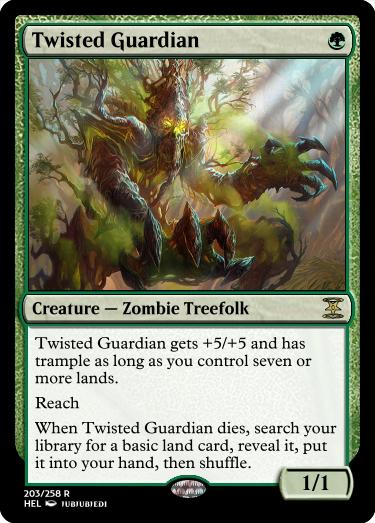 Twisted Guardian
Creature — Zombie Treefolk
Twisted Guardian gets +5/+5 and has
trample as long as you control seven or
more lands.
Reach
When Twisted Guardian dies, search your
library for a basic land card, reveal it, put
it into your hand, then shuffle.
1/1
203/258 R
HEL JUBJUBJEDI